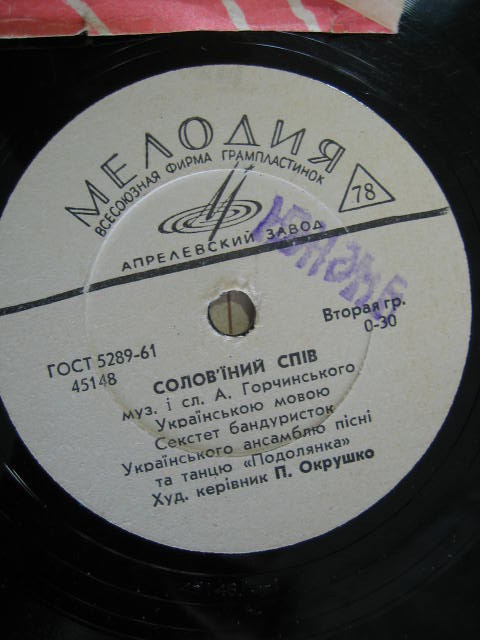 МЕЛОДИЯ
ВСЕСОЮЗНАЯ ФИРМА ГРАМПЛАСТИНОК
78
АПРЕЛЕВСКИЙ ЗАВОД
Вторая гр.
0-30
ГОСТ 5289-61
45148
СОЛОВ'ЇНИЙ СПІВ
муз. і сл. А. Горчинського
Українською мовою
Секстет бандуристок
Українського ансамблю пісні
та танцю «Подолянка»
Худ. керівник П. Окрушко